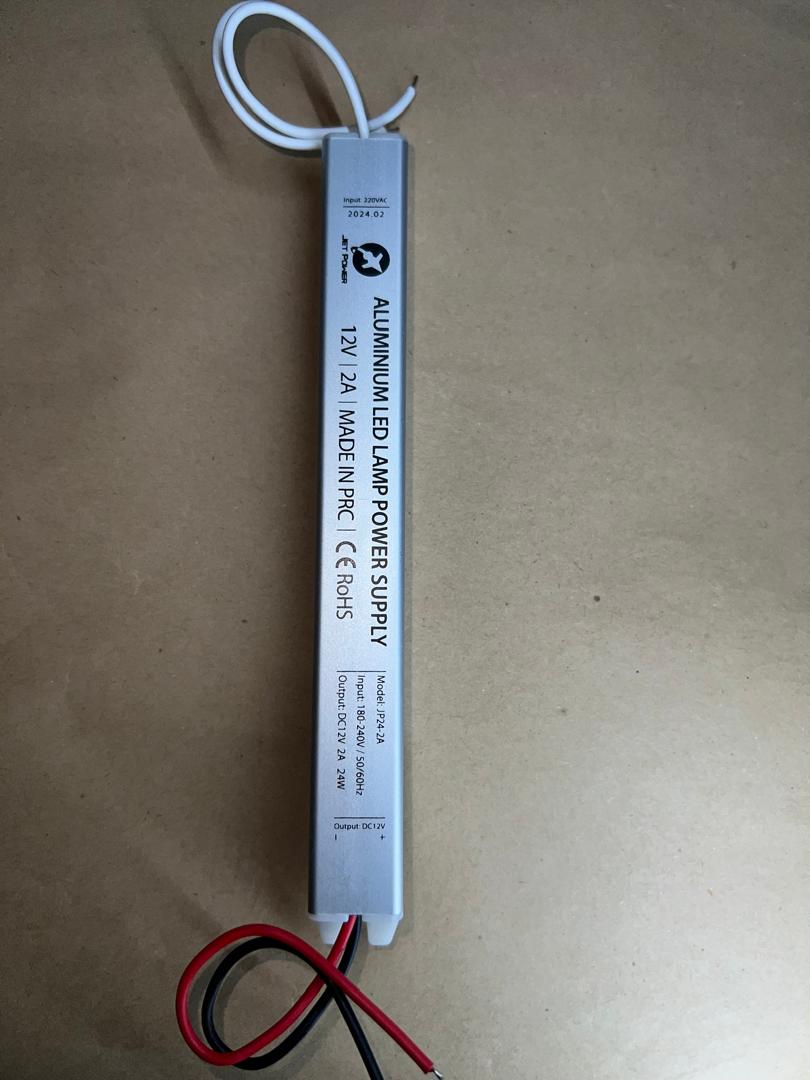 Input: 220VAC
2024.02
JET POWER
ALUMINIUM LED LAMP POWER SUPPLY
12V | 2A | MADE IN PRC | CE RoHS
Model: JP24-2A
Input: 180-240V / 50/60Hz
Output: DC12V 2A 24W
Output: DC12V
- +